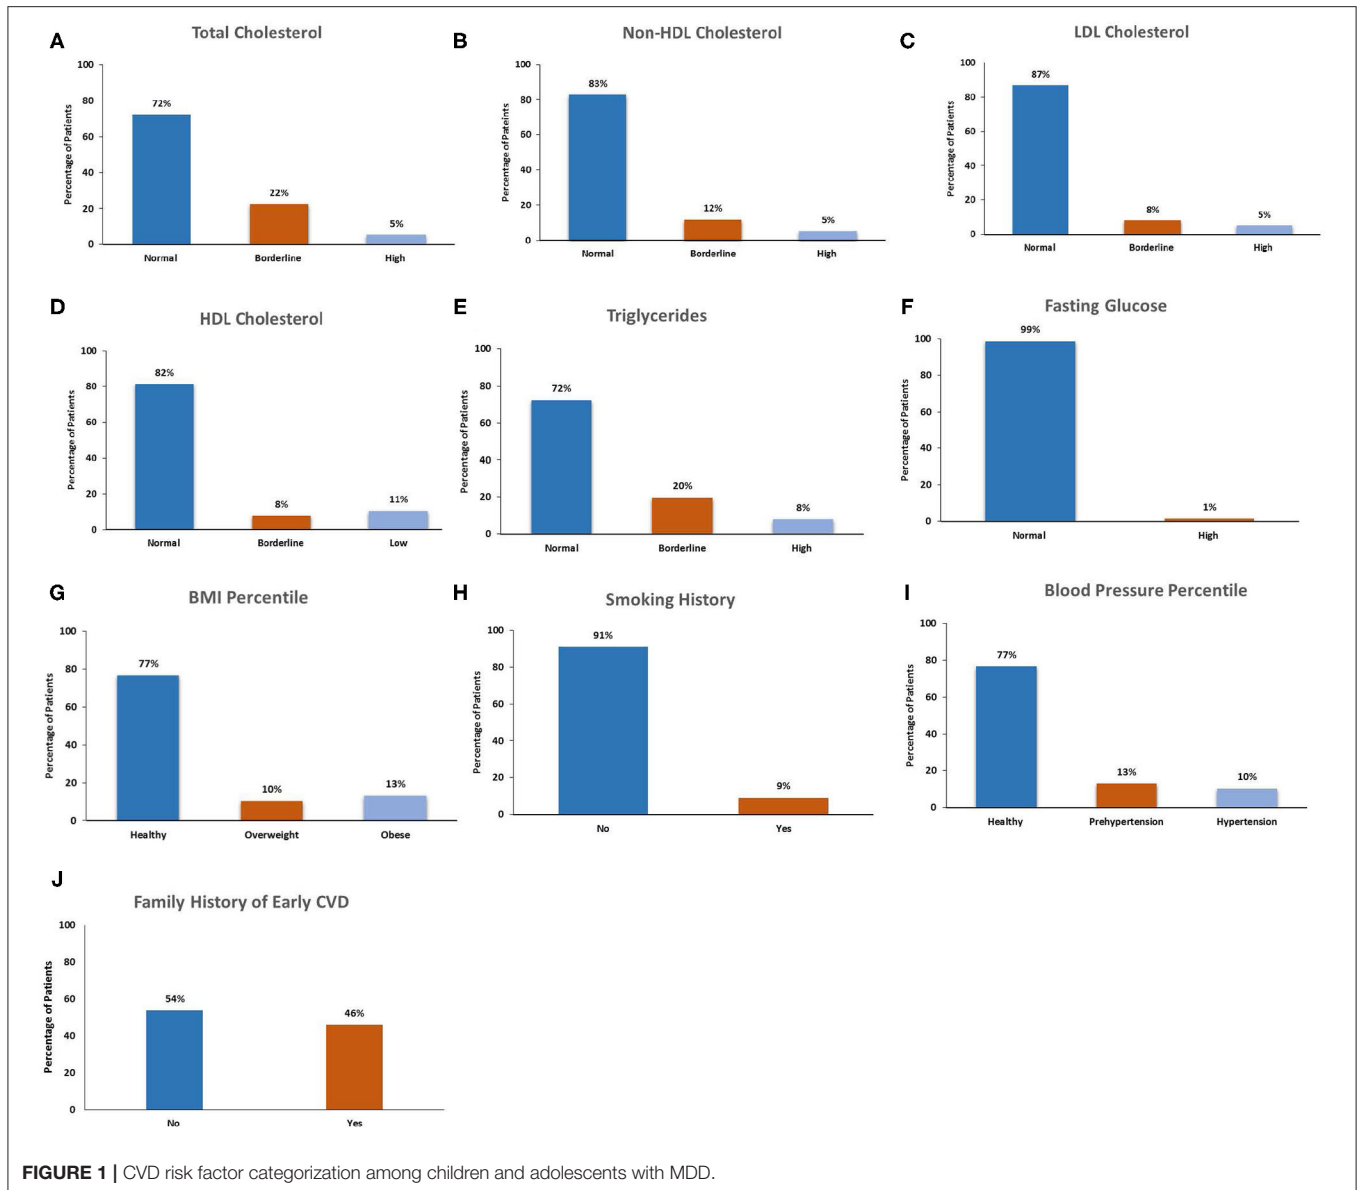 A
Total Cholesterol
Percentage of Patients
100
80
60
40
20
0
72%
22%
5%
Normal Borderline High
B
Non-HDL Cholesterol
Percentage of Pateints
100
80
60
40
20
0
83%
12%
5%
Normal Borderline High
C
LDL Cholesterol
Percentage of Patients
100
80
60
40
20
0
87%
8%
5%
Normal Borderline High
D
HDL Cholesterol
Percentage of Patients
100
80
60
40
20
0
82%
8%
11%
Normal Borderline Low
E
Triglycerides
Percentage of Patients
100
80
60
40
20
0
72%
20%
8%
Normal Borderline High
F
Fasting Glucose
Percentage of Patients
100
80
60
40
20
0
99%
1%
Normal High
G
BMI Percentile
Percentage of Patients
100
80
60
40
20
0
77%
10%
13%
Healthy Overweight Obese
H
Smoking History
Percentage of Patients
100
80
60
40
20
0
91%
9%
No Yes
I
Blood Pressure Percentile
Percentage of Patients
100
80
60
40
20
0
77%
13%
10%
Healthy Prehypertension Hypertension
J
Family History of Early CVD
Percentage of Patients
100
80
60
40
20
0
54%
46%
No Yes
FIGURE 1 | CVD risk factor categorization among children and adolescents with MDD.